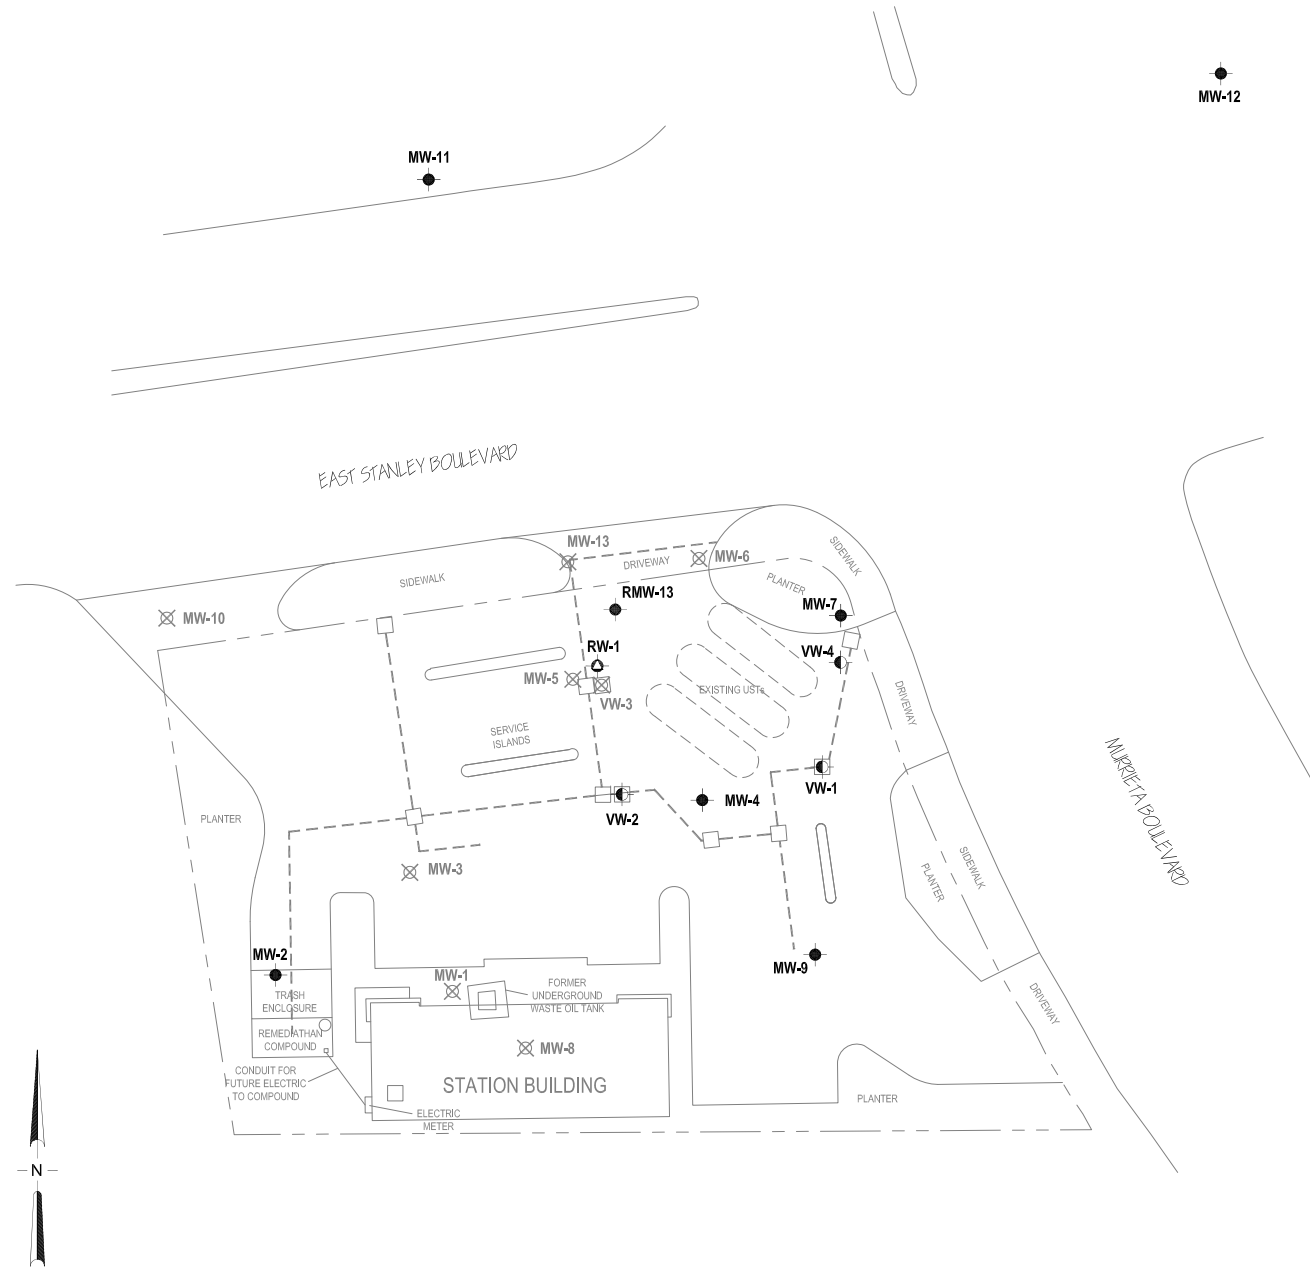 MW-12
MW-11
EAST STANLEY BOULEVARD
MW-13
SIDEWALK
MW-6
DRIVEWAY
SIDEWALK
PLANTER
RMW-13
MW-7
MW-10
RW-1
VW-4
MW-5
VW-3
EXISTING USTs
DRIVEWAY
SERVICE
ISLANDS
MURRIETA BOULEVARD
VW-1
MW-4
VW-2
PLANTER
MW-3
SIDEWALK
PLANTER
MW-2
MW-9
MW-1
FORMER
UNDERGROUND
WASTE OIL TANK
TRASH
ENCLOSURE
DRIVEWAY
REMEDIATHAN
COMPOUND
MW-8
CONDUIT FOR
FUTURE ELECTRIC
TO COMPOUND
STATION BUILDING
PLANTER
ELECTRIC
METER
N